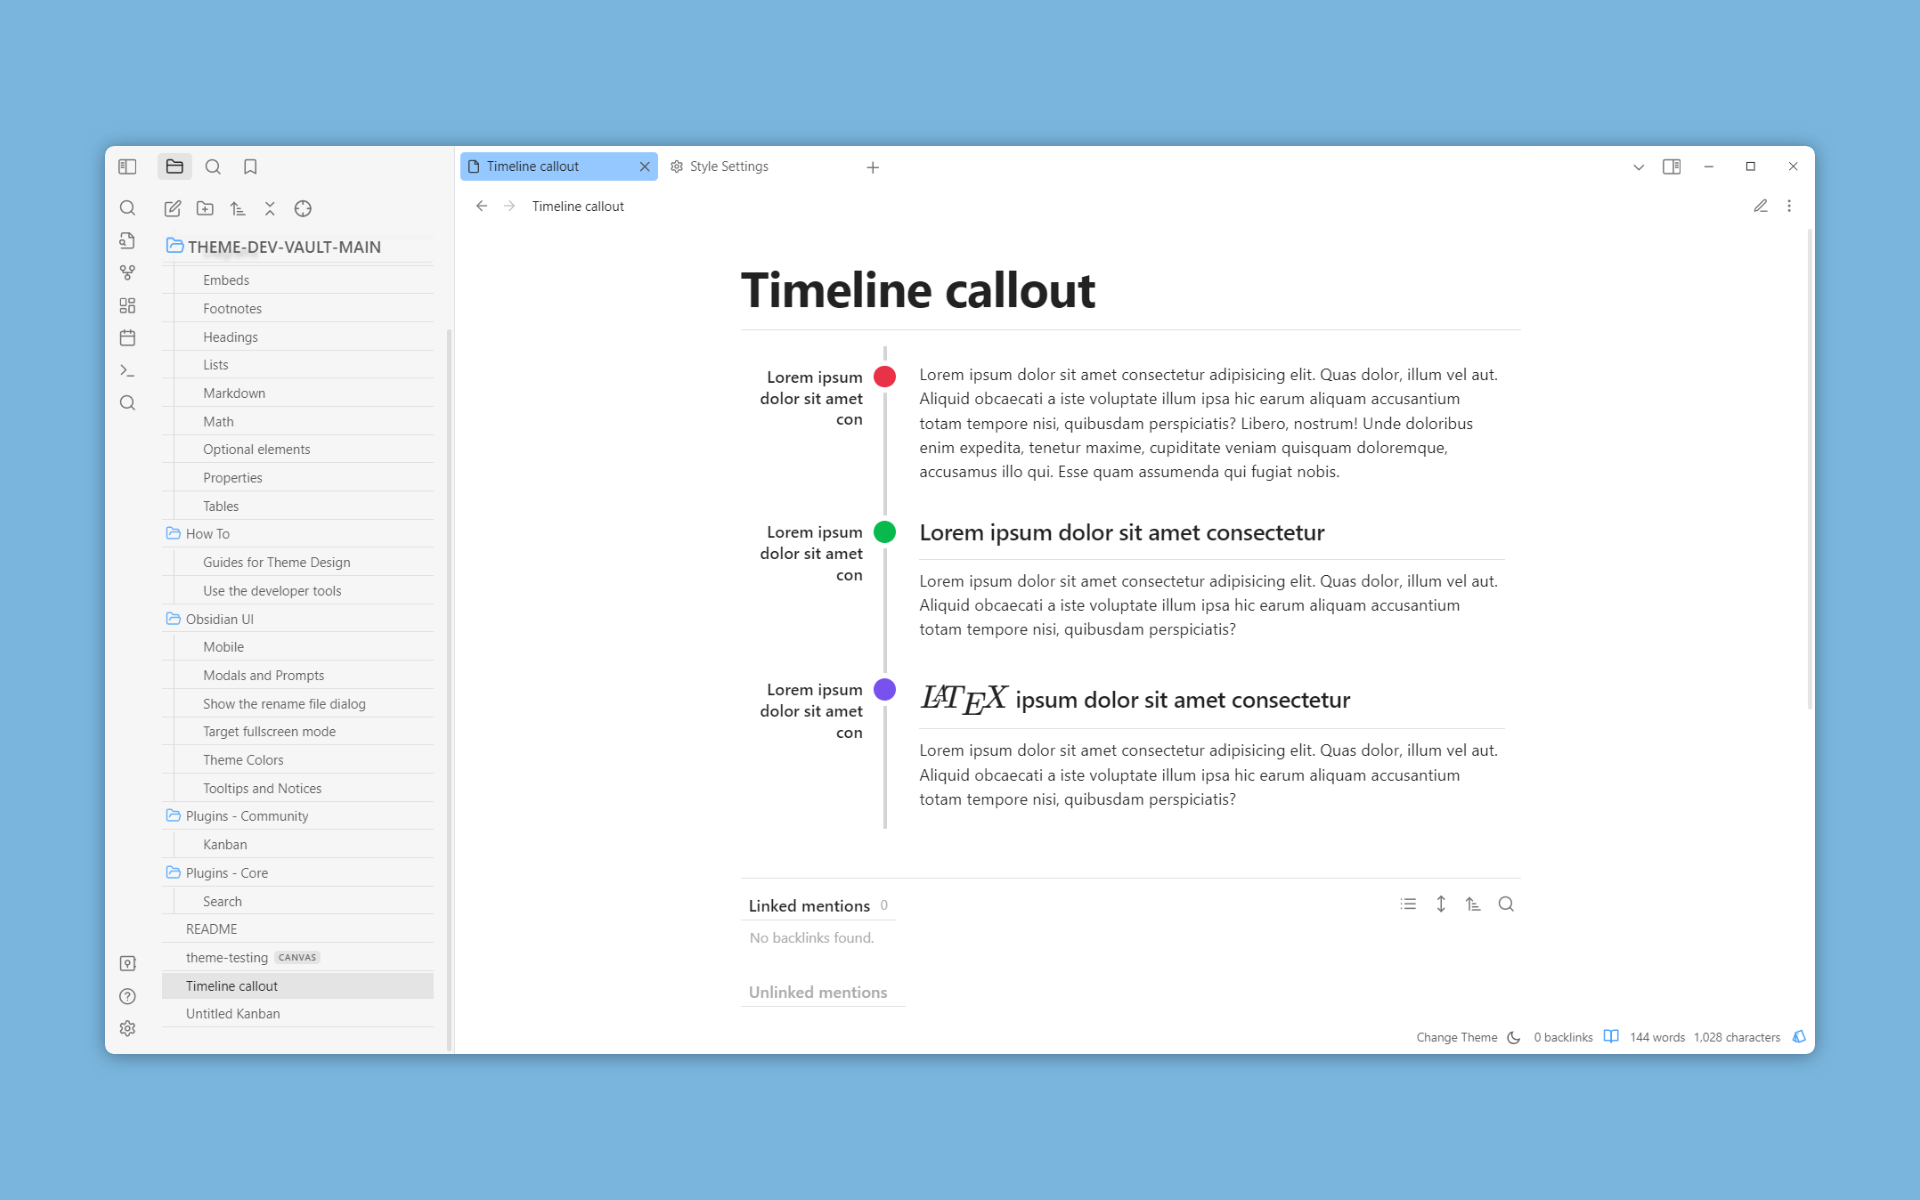 Timeline callout
Style Settings
Timeline callout
THEME-DEV-VAULT-MAIN
Embeds
Footnotes
Headings
Lists
Markdown
Math
Optional elements
Properties
Tables
How To
Guides for Theme Design
Use the developer tools
Obsidian UI
Mobile
Modals and Prompts
Show the rename file dialog
Target fullscreen mode
Theme Colors
Tooltips and Notices
Plugins - Community
Kanban
Plugins - Core
Search
README
theme-testing CANVAS
Timeline callout
Untitled Kanban
Timeline callout
Lorem ipsum
dolor sit amet
con
Lorem ipsum dolor sit amet consectetur adipisicing elit. Quas dolor, illum vel aut.
Aliquid obcaecati a iste voluptate illum ipsa hic earum aliquam accusantium
totam tempore nisi, quibusdam perspiciatis? Libero, nostrum! Unde doloribus
enim expedita, tenetur maxime, cupiditate veniam quisquam doloremque,
accusamus illo qui. Esse quam assumenda qui fugiat nobis.
Lorem ipsum
dolor sit amet
con
Lorem ipsum dolor sit amet consectetur
Lorem ipsum dolor sit amet consectetur adipisicing elit. Quas dolor, illum vel aut.
Aliquid obcaecati a iste voluptate illum ipsa hic earum aliquam accusantium
totam tempore nisi, quibusdam perspiciatis?
Lorem ipsum
dolor sit amet
con
LATEX ipsum dolor sit amet consectetur
Lorem ipsum dolor sit amet consectetur adipisicing elit. Quas dolor, illum vel aut.
Aliquid obcaecati a iste voluptate illum ipsa hic earum aliquam accusantium
totam tempore nisi, quibusdam perspiciatis?
Linked mentions 0
No backlinks found.
Unlinked mentions
Change Theme 0 backlinks 144 words 1,028 characters